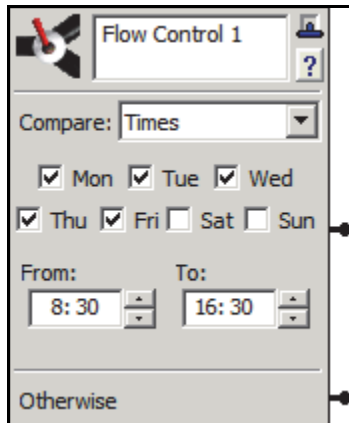 Flow Control 1
?
Compare: Times
Mon Tue Wed
Thu Fri Sat Sun
From: To:
8:30 16:30
Otherwise